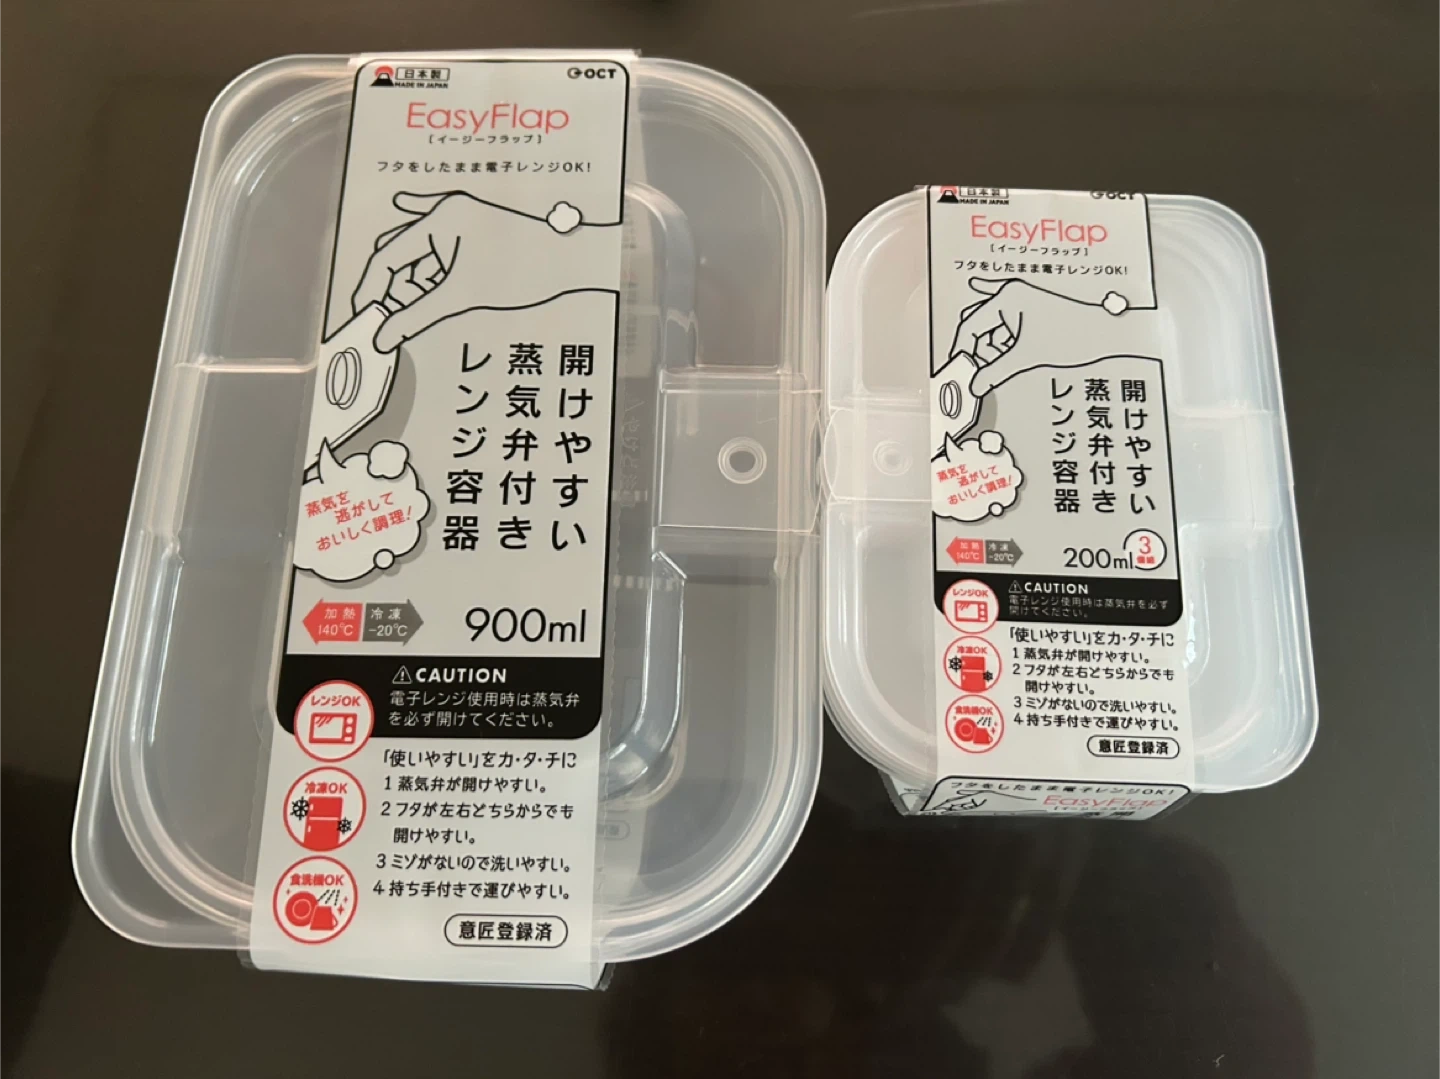 日本製
MADE IN JAPAN
OCT
EasyFlap
[イージーフラップ]
フタをしたまま電子レンジOK!
開けやすい
蒸気弁付き
レンジ容器
蒸気を
逃がして
おいしく調理!
加熱
140℃
冷凍
-20℃
900ml
CAUTION
電子レンジ使用時は蒸気弁
を必ず開けてください。
レンジOK
冷凍OK
食洗機OK
「使いやすい」をカ・タ・チに
1 蒸気弁が開けやすい。
2 フタが左右どちらからでも
開けやすい。
3 ミゾがないので洗いやすい。
4 持ち手付きで運びやすい。
意匠登録済
日本製
MADE IN JAPAN
OCT
EasyFlap
[イージーフラップ]
フタをしたまま電子レンジOK!
開けやすい
蒸気弁付き
レンジ容器
蒸気を
逃がして
おいしく調理!
加熱
140℃
冷凍
-20℃
200ml
3
個組
CAUTION
電子レンジ使用時は蒸気弁を必ず
開けてください。
レンジOK
冷凍OK
食洗機OK
「使いやすい」をカ・タ・チに
1 蒸気弁が開けやすい。
2 フタが左右どちらからでも
開けやすい。
3 ミゾがないので洗いやすい。
4 持ち手付きで運びやすい。
意匠登録済
フタをしたまま電子レンジOK!
EasyFlap
[イージーフラップ]